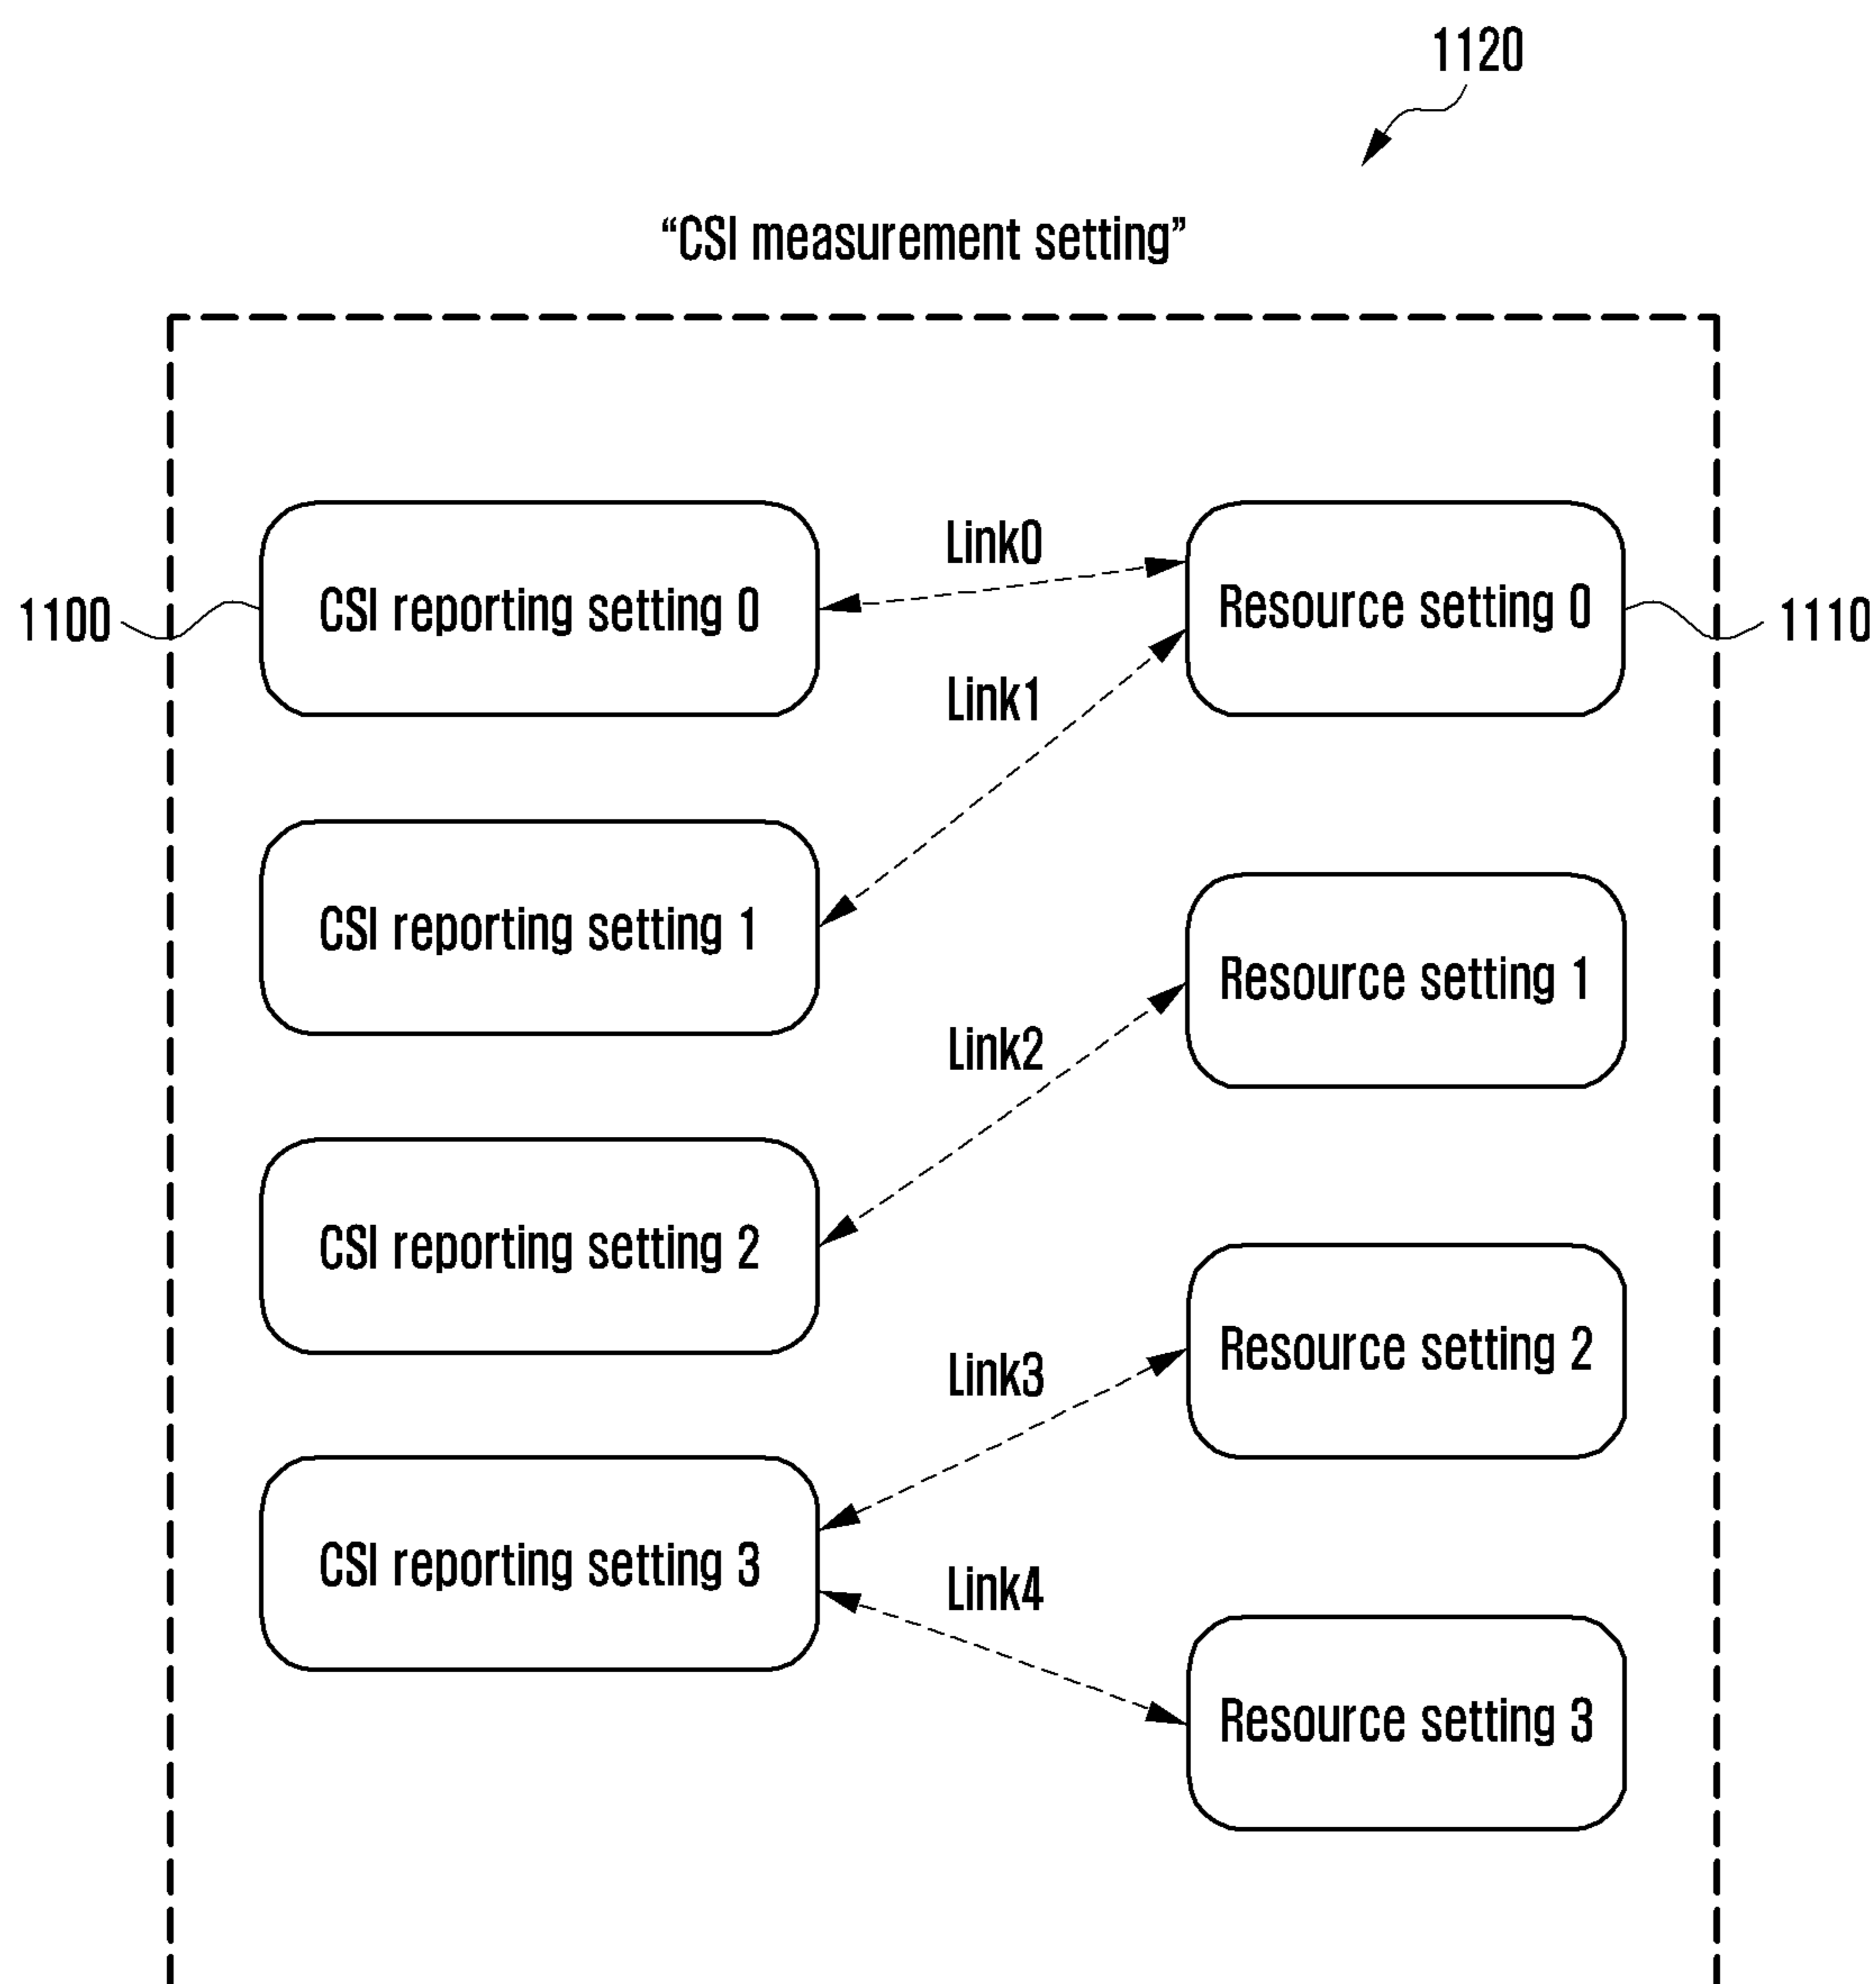 1120
“CSI measurement setting”
Link0
CSI reporting setting 0
Resource setting 0
1100
1110
Link1
CSI reporting setting 1
Resource setting 1
Link2
CSI reporting setting 2
Resource setting 2
Link3
CSI reporting setting 3
Link4
Resource setting 3